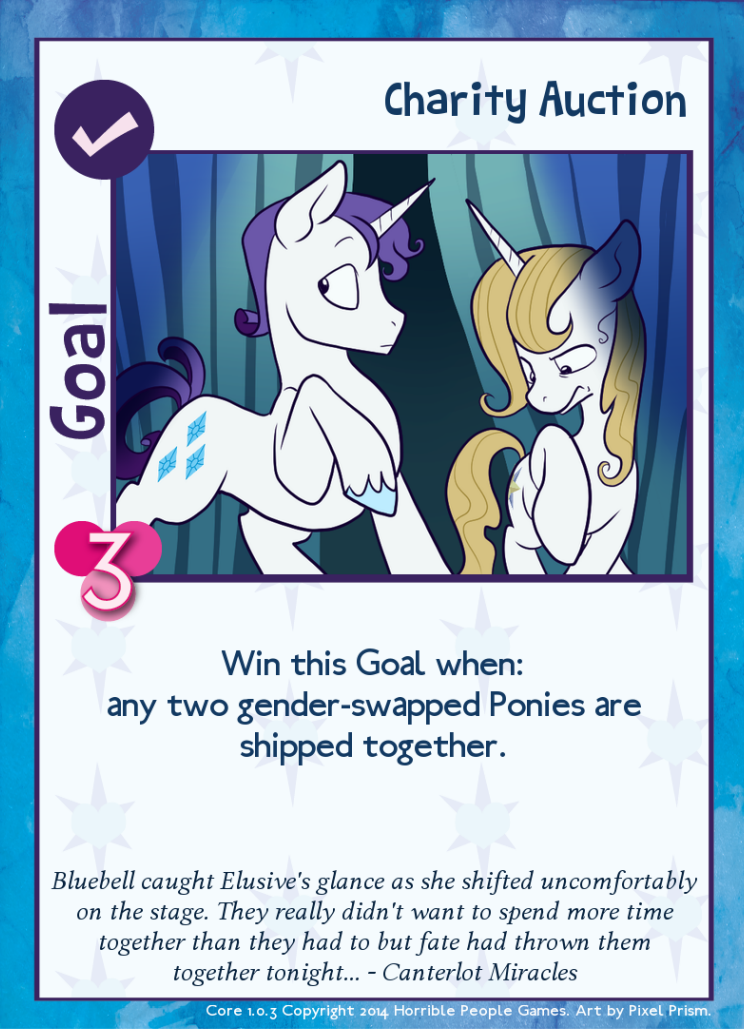 Charity Auction
Goal
3
Win this Goal when:
any two gender-swapped Ponies are
shipped together.
Bluebell caught Elusive's glance as she shifted uncomfortably
on the stage. They really didn't want to spend more time
together than they had to but fate had thrown them
together tonight... - Canterlot Miracles
Core 1.0.3 Copyright 2014 Horrible People Games. Art by Pixel Prism.